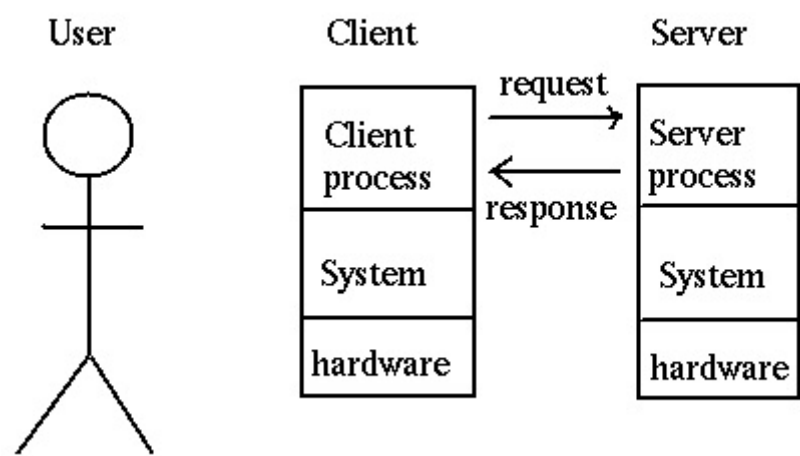 User
Client
Server
request
Client
process
Server
process
response
System
System
hardware
hardware